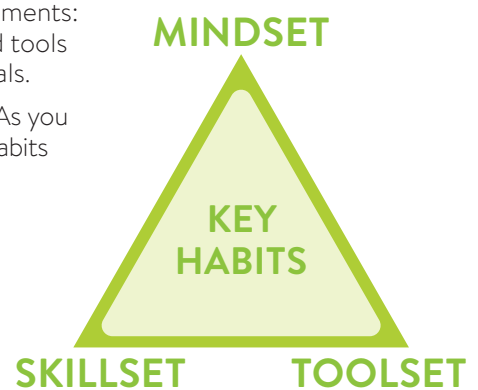 ments:
d tools
als.
As you
abits
MINDSET
KEY
HABITS
SKILLSET TOOLSET